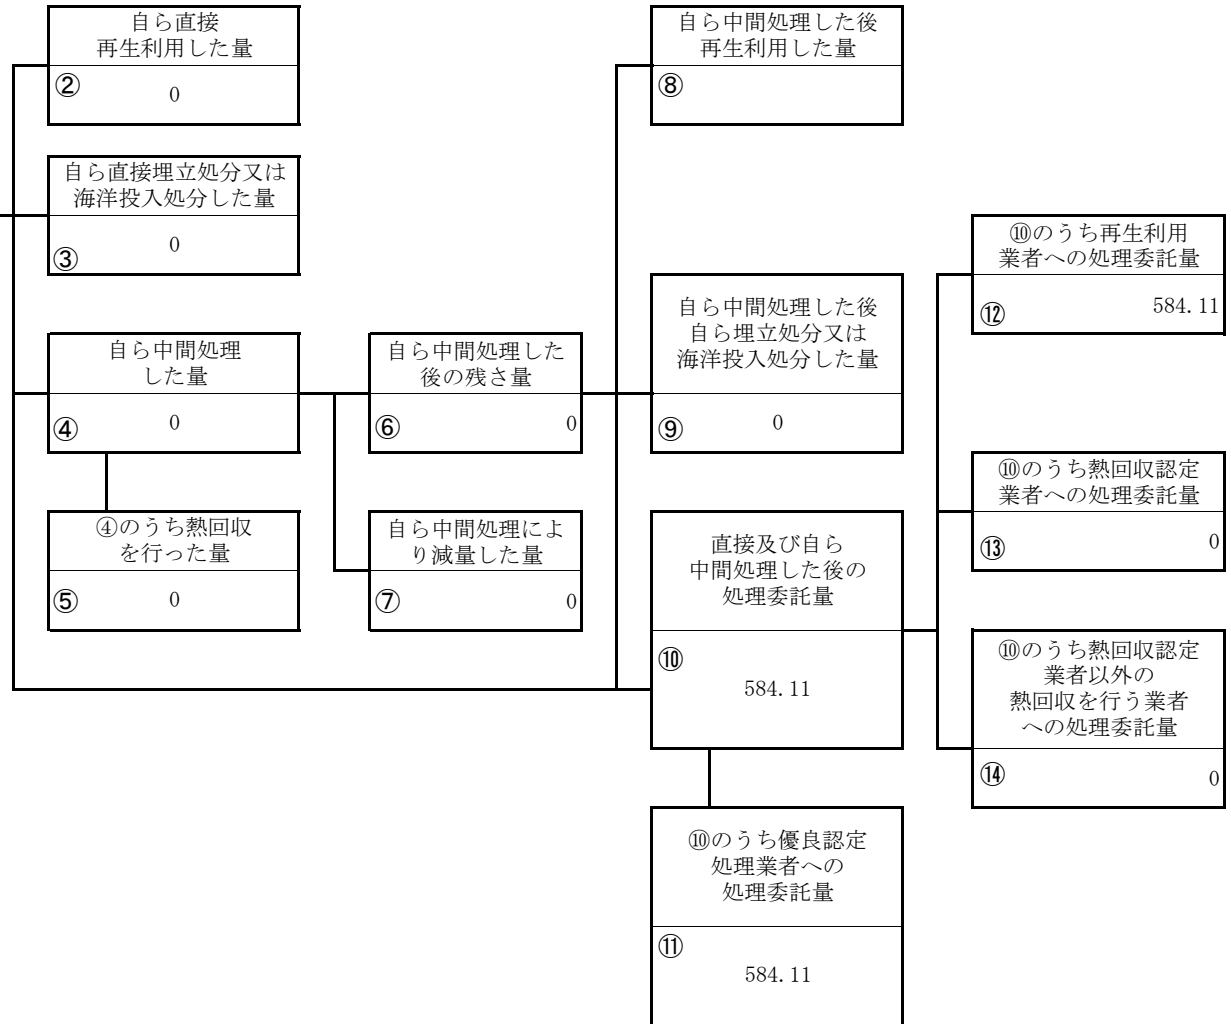 自ら直接
再生利用した量
② 0
自ら直接埋立処分又は
海洋投入処分した量
③ 0
自ら中間処理
した量
④ 0
④のうち熱回収
を行った量
⑤ 0
自ら中間処理した
後の残さ量
⑥ 0
自ら中間処理によ
り減量した量
⑦ 0
自ら中間処理した後
再生利用した量
⑧
自ら中間処理した後
自ら埋立処分又は
海洋投入処分した量
⑨ 0
直接及び自ら
中間処理した後の
処理委託量
⑩
584.11
⑩のうち優良認定
処理業者への
処理委託量
⑪
584.11
⑩のうち再生利用
業者への処理委託量
⑫ 584.11
⑩のうち熱回収認定
業者への処理委託量
⑬ 0
⑩のうち熱回収認定
業者以外の
熱回収を行う業者
への処理委託量
⑭ 0